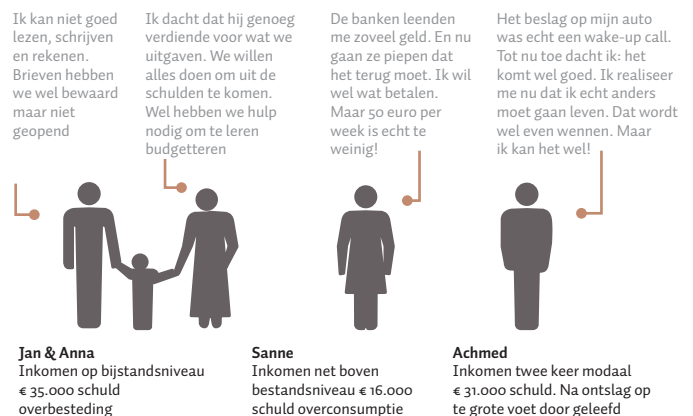 Ik kan niet goed
lezen, schrijven
en rekenen.
Brieven hebben
we wel bewaard
maar niet
geopend
Ik dacht dat hij genoeg
verdiende voor wat we
uitgaven. We willen
alles doen om uit de
schulden te komen.
Wel hebben we hulp
nodig om te leren
budgetteren
De banken leenden
me zoveel geld. En nu
gaan ze piepen dat
het terug moet. Ik wil
wel wat betalen.
Maar 50 euro per
week is echt te
weinig!
Het beslag op mijn auto
was echt een wake-up call.
Tot nu toe dacht ik: het
komt wel goed. Ik realiseer
me nu dat ik echt anders
moet gaan leven. Dat wordt
wel even wennen. Maar
ik kan het wel!
Jan & Anna
Inkomen op bijstandsniveau
€ 35.000 schuld
overbesteding
Sanne
Inkomen net boven
bestandsniveau € 16.000
schuld overconsumptie
Achmed
Inkomen twee keer modaal
€ 31.000 schuld. Na ontslag op
te grote voet door geleefd